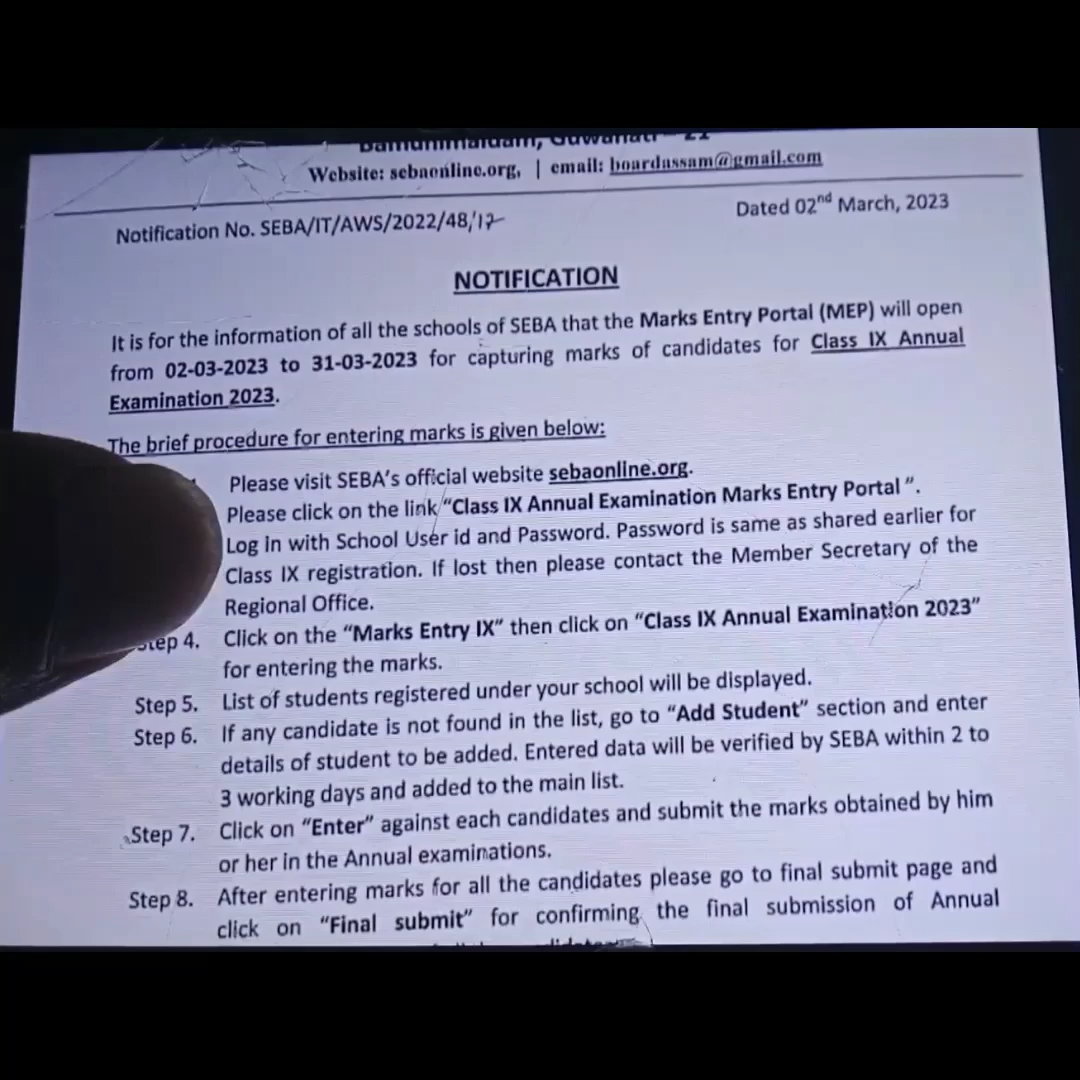 Bamunimaidam, Guwahati - 21
Website: sebaonline.org, | email: boardassam@gmail.com
Notification No. SEBA/IT/AWS/2022/48/17
Dated 02nd March, 2023
NOTIFICATION
It is for the information of all the schools of SEBA that the Marks Entry Portal (MEP) will open
from 02-03-2023 to 31-03-2023 for capturing marks of candidates for Class IX Annual
Examination 2023.
The brief procedure for entering marks is given below:
Please visit SEBA's official website sebaonline.org.
Please click on the link "Class IX Annual Examination Marks Entry Portal".
Log in with School User id and Password. Password is same as shared earlier for
Class IX registration. If lost then please contact the Member Secretary of the
Regional Office.
Step 4. Click on the "Marks Entry IX" then click on "Class IX Annual Examination 2023"
for entering the marks.
Step 5. List of students registered under your school will be displayed.
Step 6. If any candidate is not found in the list, go to "Add Student" section and enter
details of student to be added. Entered data will be verified by SEBA within 2 to
3 working days and added to the main list.
Step 7. Click on "Enter" against each candidates and submit the marks obtained by him
or her in the Annual examinations.
Step 8. After entering marks for all the candidates please go to final submit page and
click on "Final submit" for confirming the final submission of Annual